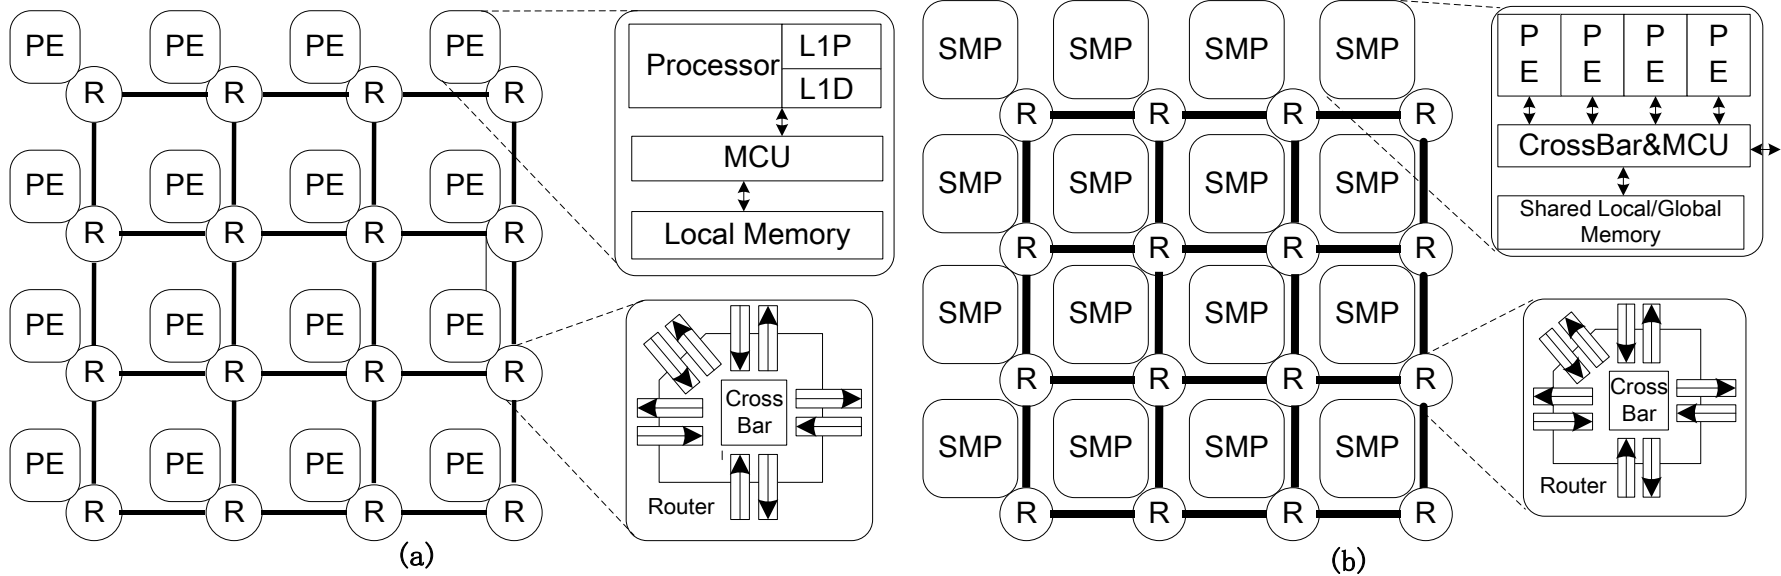 PE PE PE PE
R R R R
PE PE PE PE
R R R R
PE PE PE PE
R R R R
PE PE PE PE
R R R R
Processor
L1P
L1D
MCU
Local Memory
Cross
Bar
Router
(a)
SMP SMP SMP SMP
R R R R
SMP SMP SMP SMP
R R R R
SMP SMP SMP SMP
R R R R
SMP SMP SMP SMP
R R R R
P P P P
E E E E
CrossBar&MCU
Shared Local/Global
Memory
Cross
Bar
Router
(b)